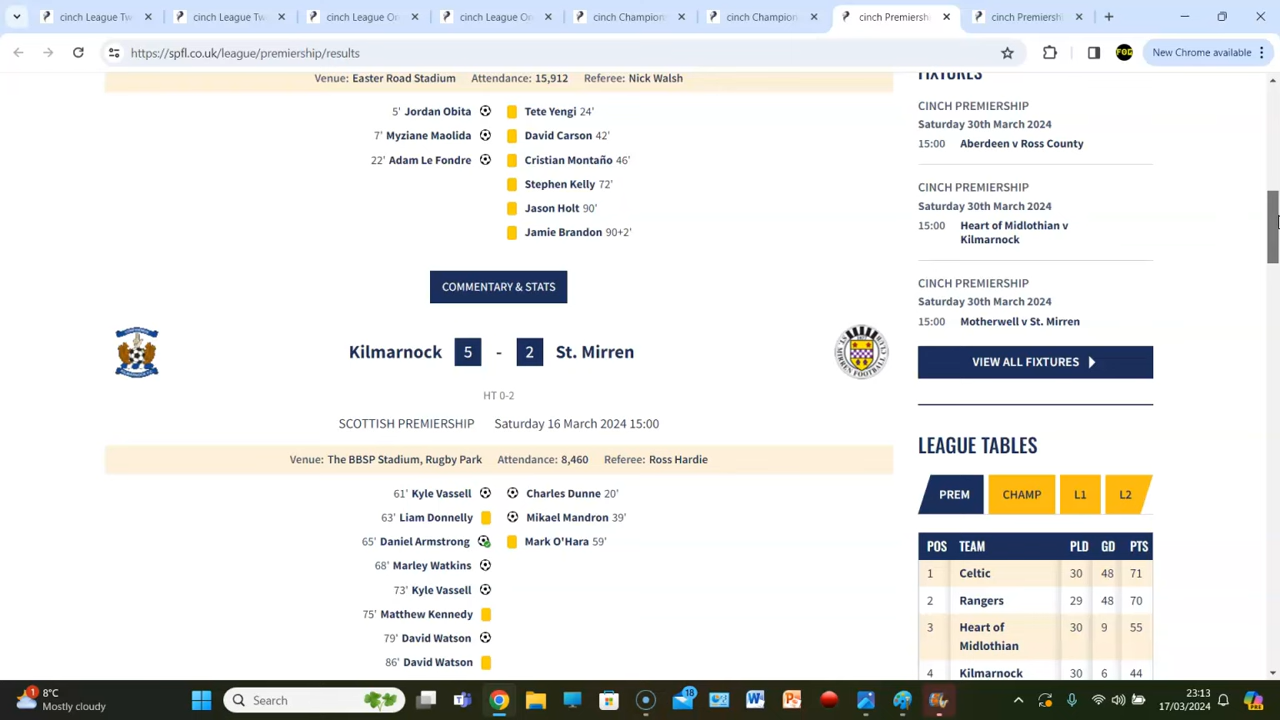 cinch League Tw
cinch League Tw
cinch League On
cinch League On
cinch Champion
cinch Champion
cinch Premiersh
cinch Premiersh
https://spfl.co.uk/league/premiership/results
FOG
New Chrome available
Venue: Easter Road Stadium Attendance: 15,912 Referee: Nick Walsh
5' Jordan Obita
Tete Yengi 24'
7' Myziane Maolida
David Carson 42'
22' Adam Le Fondre
Cristian Montaño 46'
Stephen Kelly 72'
Jason Holt 90'
Jamie Brandon 90+2'
COMMENTARY & STATS
Kilmarnock 5 - 2 St. Mirren
HT 0-2
SCOTTISH PREMIERSHIP Saturday 16 March 2024 15:00
Venue: The BBSP Stadium, Rugby Park Attendance: 8,460 Referee: Ross Hardie
61' Kyle Vassell
Charles Dunne 20'
63' Liam Donnelly
Mikael Mandron 39'
65' Daniel Armstrong
Mark O'Hara 59'
68' Marley Watkins
73' Kyle Vassell
75' Matthew Kennedy
79' David Watson
86' David Watson
FIXTURES
CINCH PREMIERSHIP
Saturday 30th March 2024
15:00 Aberdeen v Ross County
CINCH PREMIERSHIP
Saturday 30th March 2024
15:00 Heart of Midlothian v
Kilmarnock
CINCH PREMIERSHIP
Saturday 30th March 2024
15:00 Motherwell v St. Mirren
VIEW ALL FIXTURES
LEAGUE TABLES
PREM CHAMP L1 L2
POS TEAM PLD GD PTS
1 Celtic 30 48 71
2 Rangers 29 48 70
3 Heart of
Midlothian 30 9 55
4 Kilmarnock 30 6 44
1
8°C
Mostly cloudy
Search
18
23:13
17/03/2024